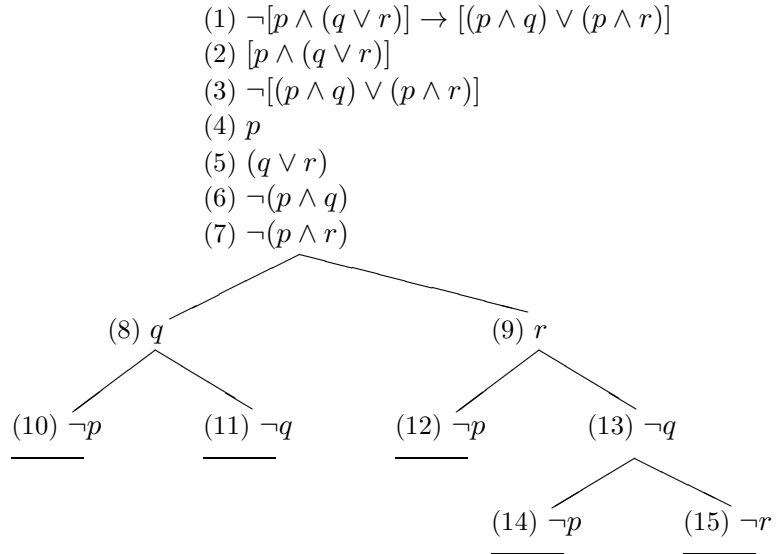 (1) ¬[p ∧ (q ∨ r)] → [(p ∧ q) ∨ (p ∧ r)]
(2) [p ∧ (q ∨ r)]
(3) ¬[(p ∧ q) ∨ (p ∧ r)]
(4) p
(5) (q ∨ r)
(6) ¬(p ∧ q)
(7) ¬(p ∧ r)
(8) q (9) r
(10) ¬p (11) ¬q (12) ¬p (13) ¬q
(14) ¬p (15) ¬r